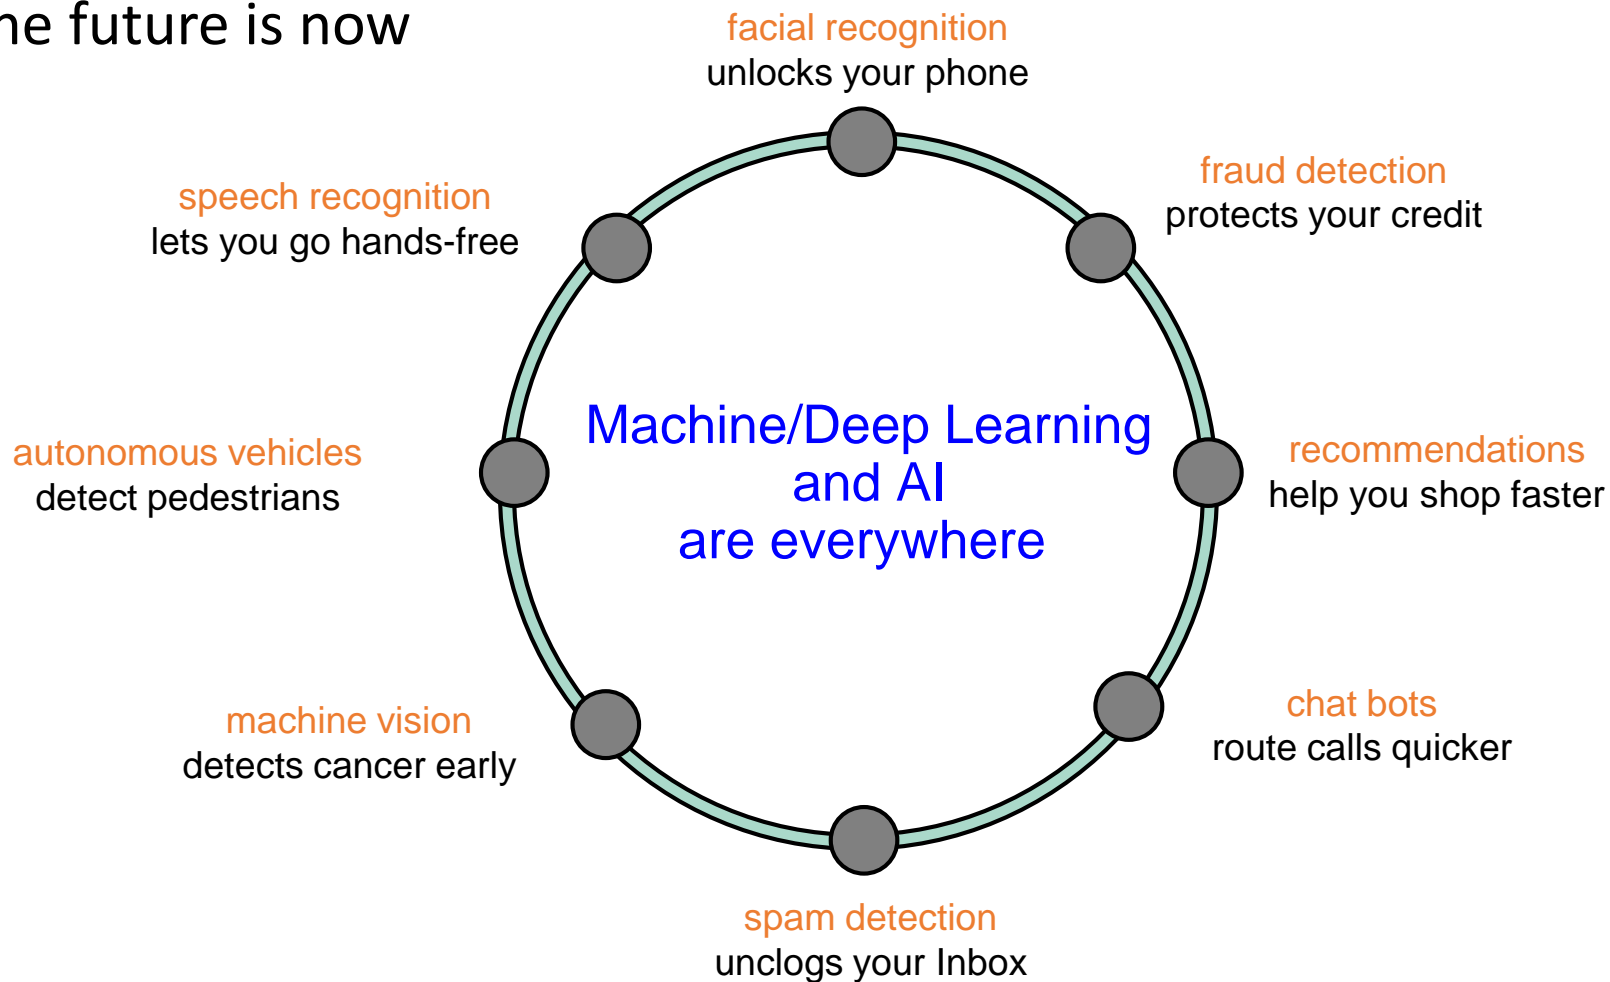 he future is now
facial recognition
unlocks your phone
fraud detection
protects your credit
speech recognition
lets you go hands-free
Machine/Deep Learning
and AI
are everywhere
autonomous vehicles
detect pedestrians
recommendations
help you shop faster
machine vision
detects cancer early
chat bots
route calls quicker
spam detection
unclogs your Inbox